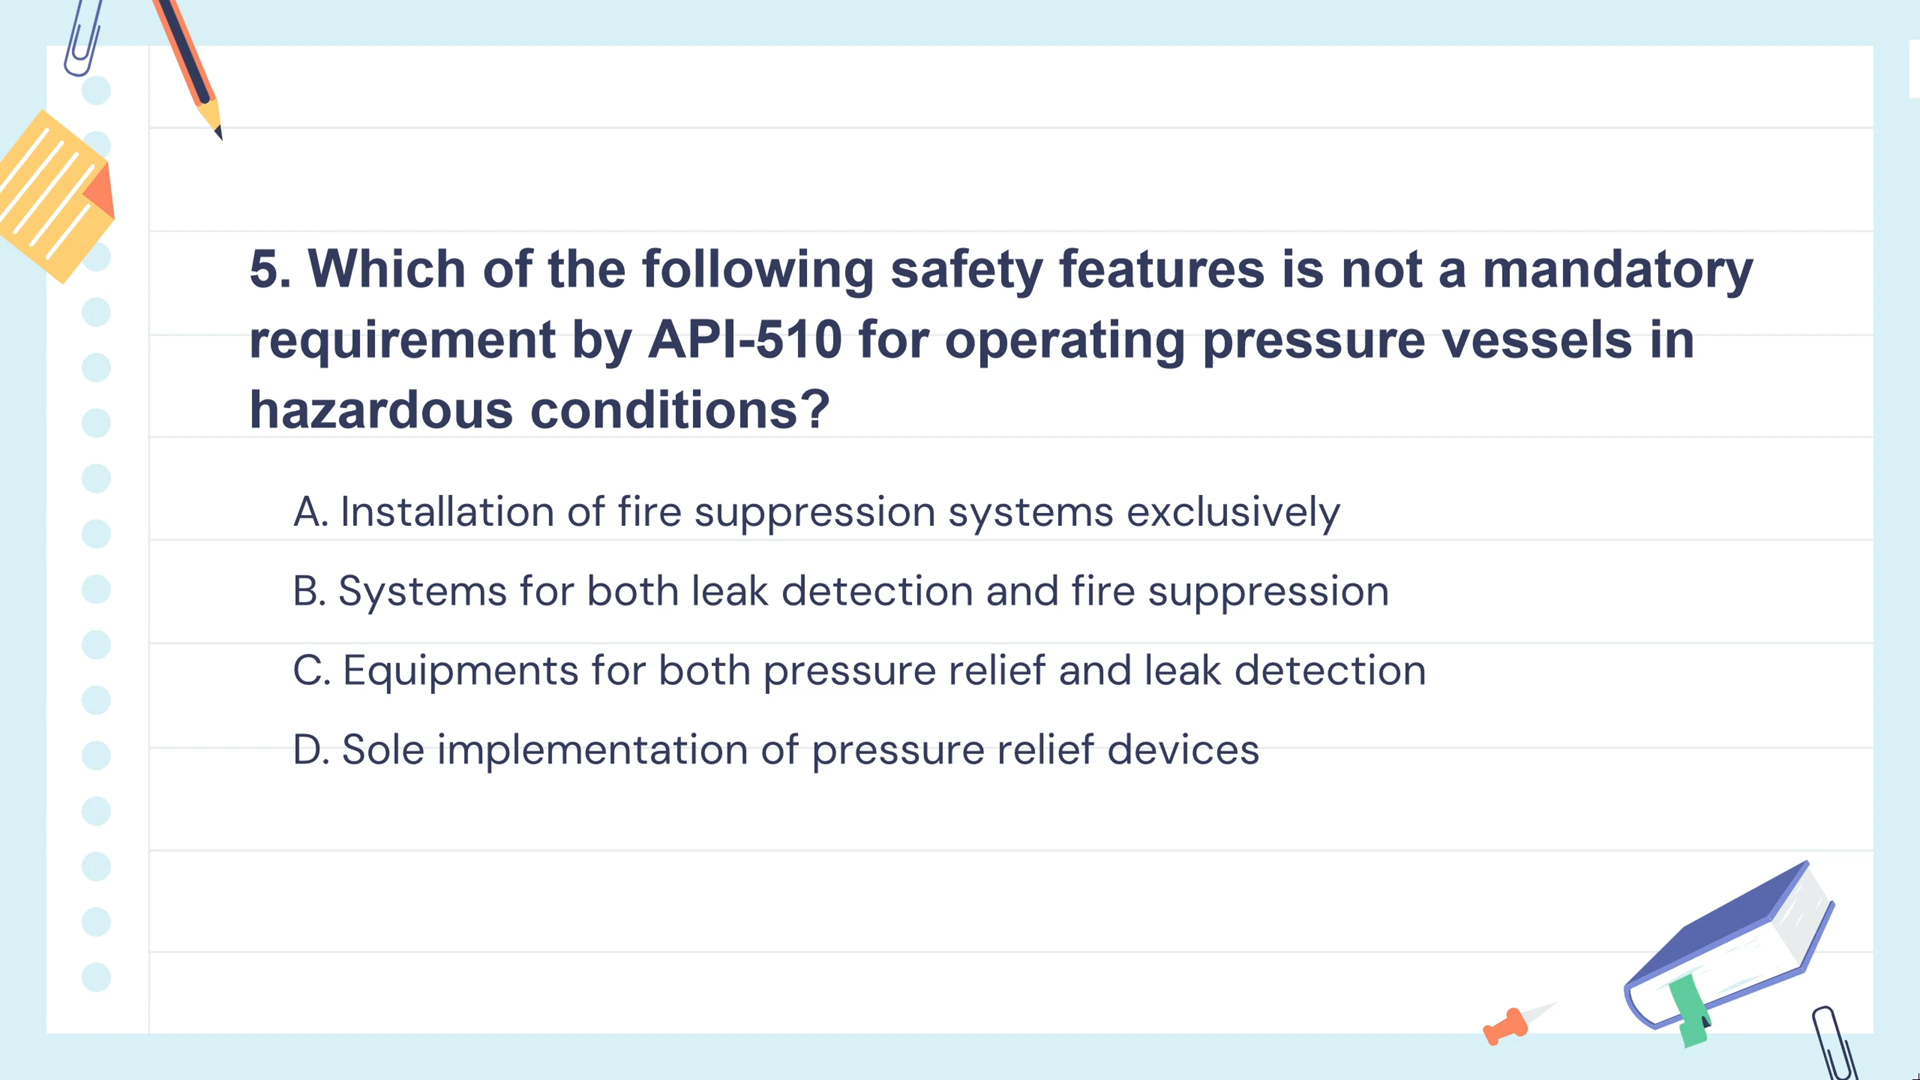 5. Which of the following safety features is not a mandatory
requirement by API-510 for operating pressure vessels in
hazardous conditions?
A. Installation of fire suppression systems exclusively
B. Systems for both leak detection and fire suppression
C. Equipments for both pressure relief and leak detection
D. Sole implementation of pressure relief devices